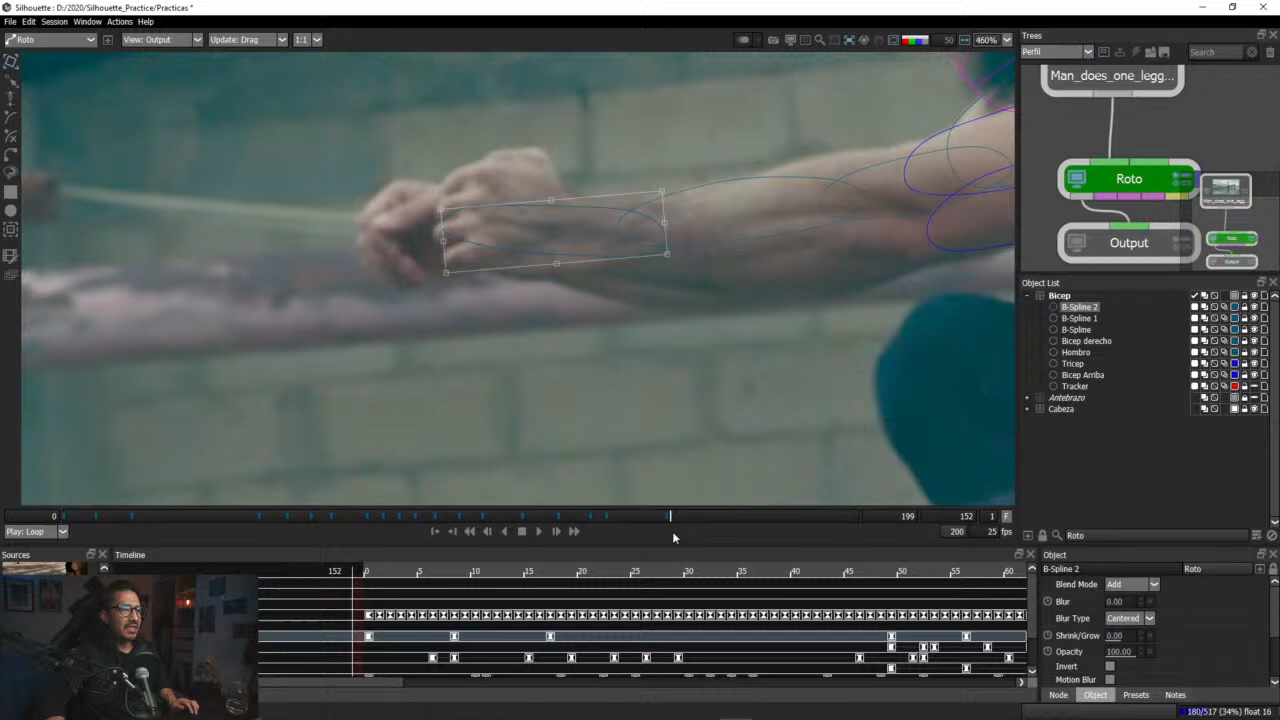 Silhouette : D:/2020/Silhouette_Practice/Practicas *
File Edit Session Window Actions Help
Roto View: Output Update: Drag 1:1 50 460%
Trees
Perfil Search
Man_does_one_legg...
Roto
Output
Object List
Bicep
B-Spline 2
B-Spline 1
B-Spline
Bicep derecho
Hombro
Tricep
Bicep Arriba
Tracker
Antebrazo
Cabeza
0 199 152 1 F
Play: Loop 200 25 fps
Roto
Sources Timeline Object
152 0 5 10 15 20 25 30 35 40 45 50 55 60
B-Spline 2 Roto
Blend Mode Add
Blur 0.00
Blur Type Centered
Shrink/Grow 0.00
Opacity 100.00
Invert
Motion Blur
Node Object Presets Notes
180/517 (34%) float 16